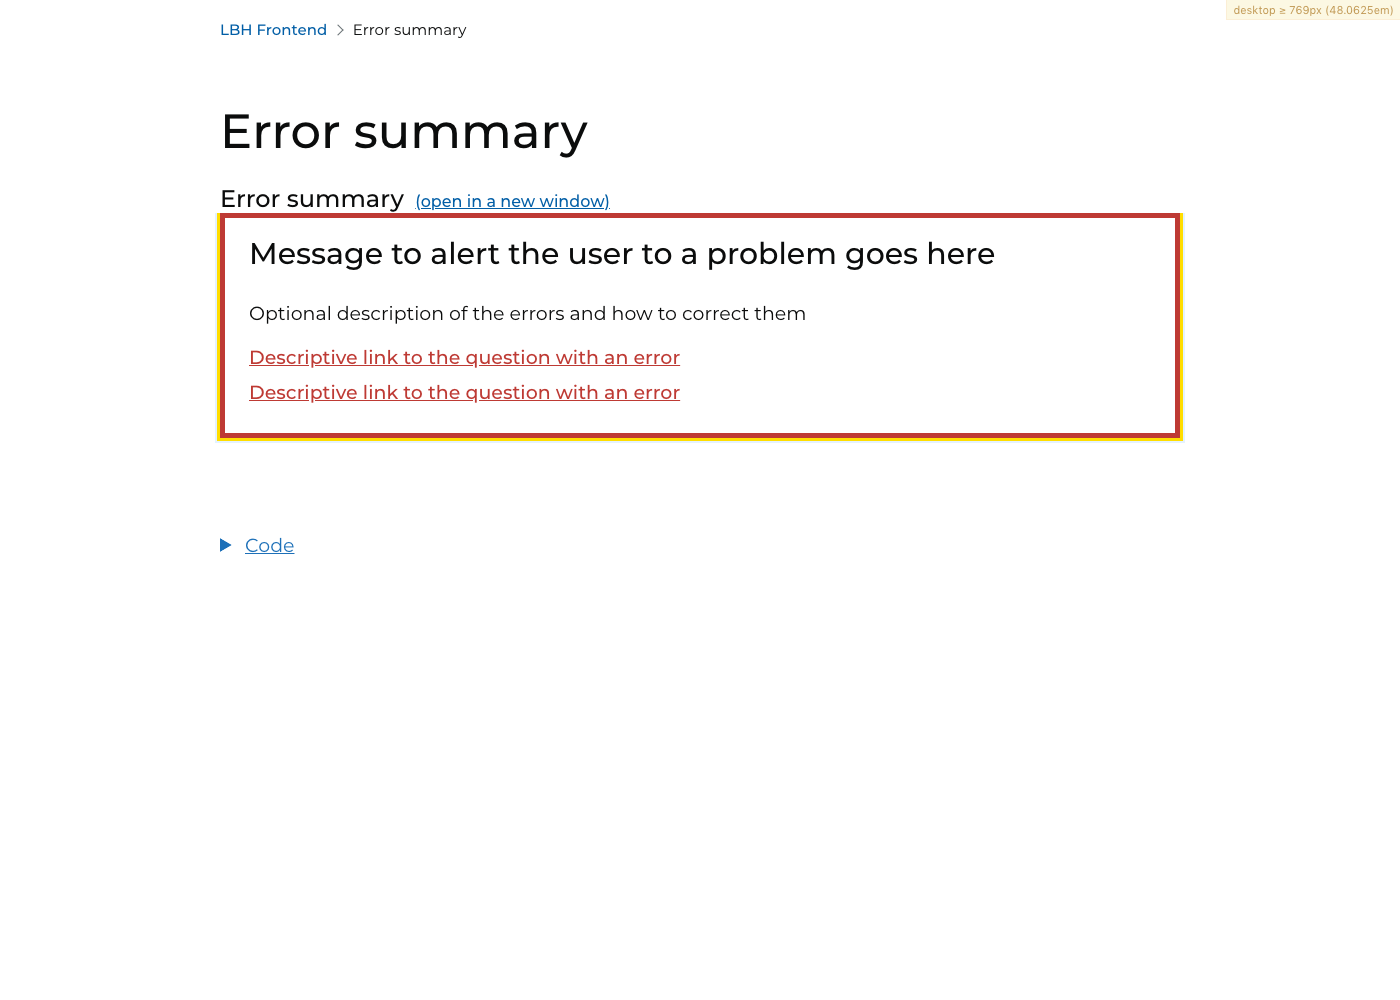 desktop ≥ 769px (48.0625em)
LBH Frontend > Error summary
Error summary
Error summary (open in a new window)
Message to alert the user to a problem goes here
Optional description of the errors and how to correct them
Descriptive link to the question with an error
Descriptive link to the question with an error
Code